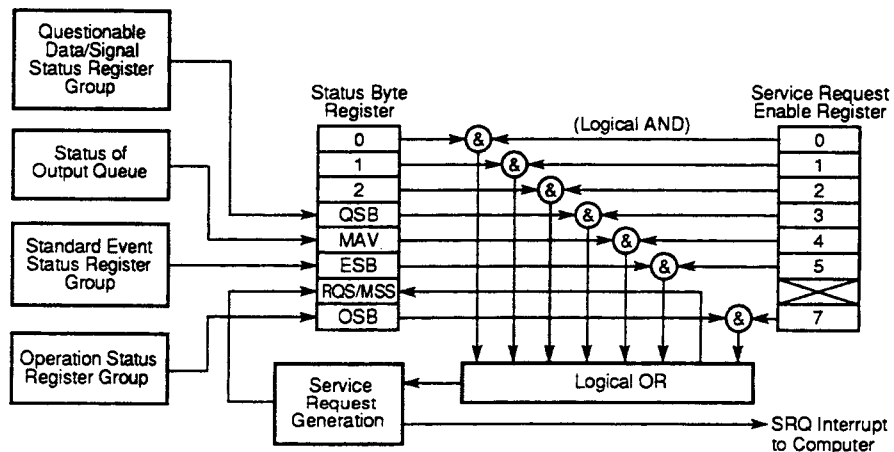 Questionable
Data/Signal
Status Register
Group
Status of
Output Queue
Standard Event
Status Register
Group
Operation Status
Register Group
Status Byte
Register
0
1
2
QSB
MAV
ESB
RQS/MSS
OSB
(Logical AND)
&
&
&
&
&
&
&
Service Request
Enable Register
0
1
2
3
4
5
7
Logical OR
Service
Request
Generation
SRQ Interrupt
to Computer